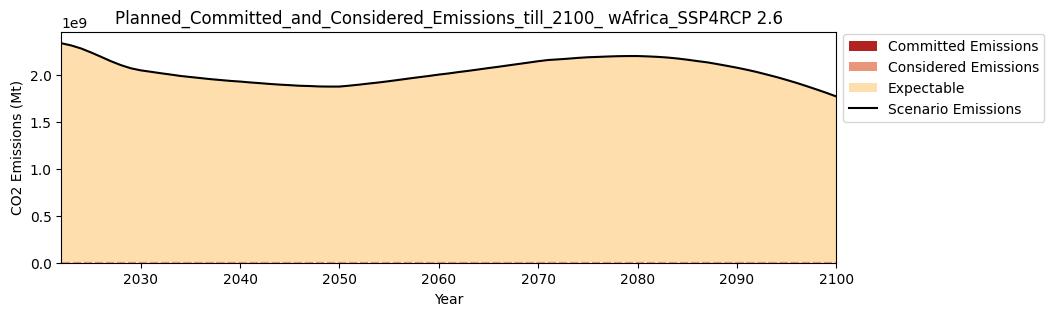 Planned_Committed_and_Considered_Emissions_till_2100_ wAfrica_SSP4RCP 2.6
1e9
2.0
1.5
1.0
0.5
0.0
CO2 Emissions (Mt)
2030 2040 2050 2060 2070 2080 2090 2100
Year
Committed Emissions
Considered Emissions
Expectable
Scenario Emissions